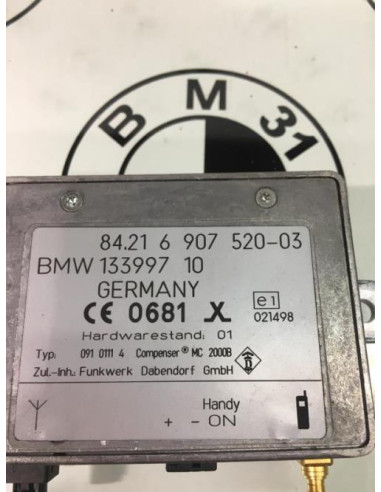 B M 31
84.21 6 907 520-03
BMW 133997 10
GERMANY
CE 0681 X e1
021498
Hardwarestand: 01
Typ: 091 0111 4 Compenser® MC 2000B
Zul.-Inh.: Funkwerk Dabendorf GmbH
Handy
+ - ON